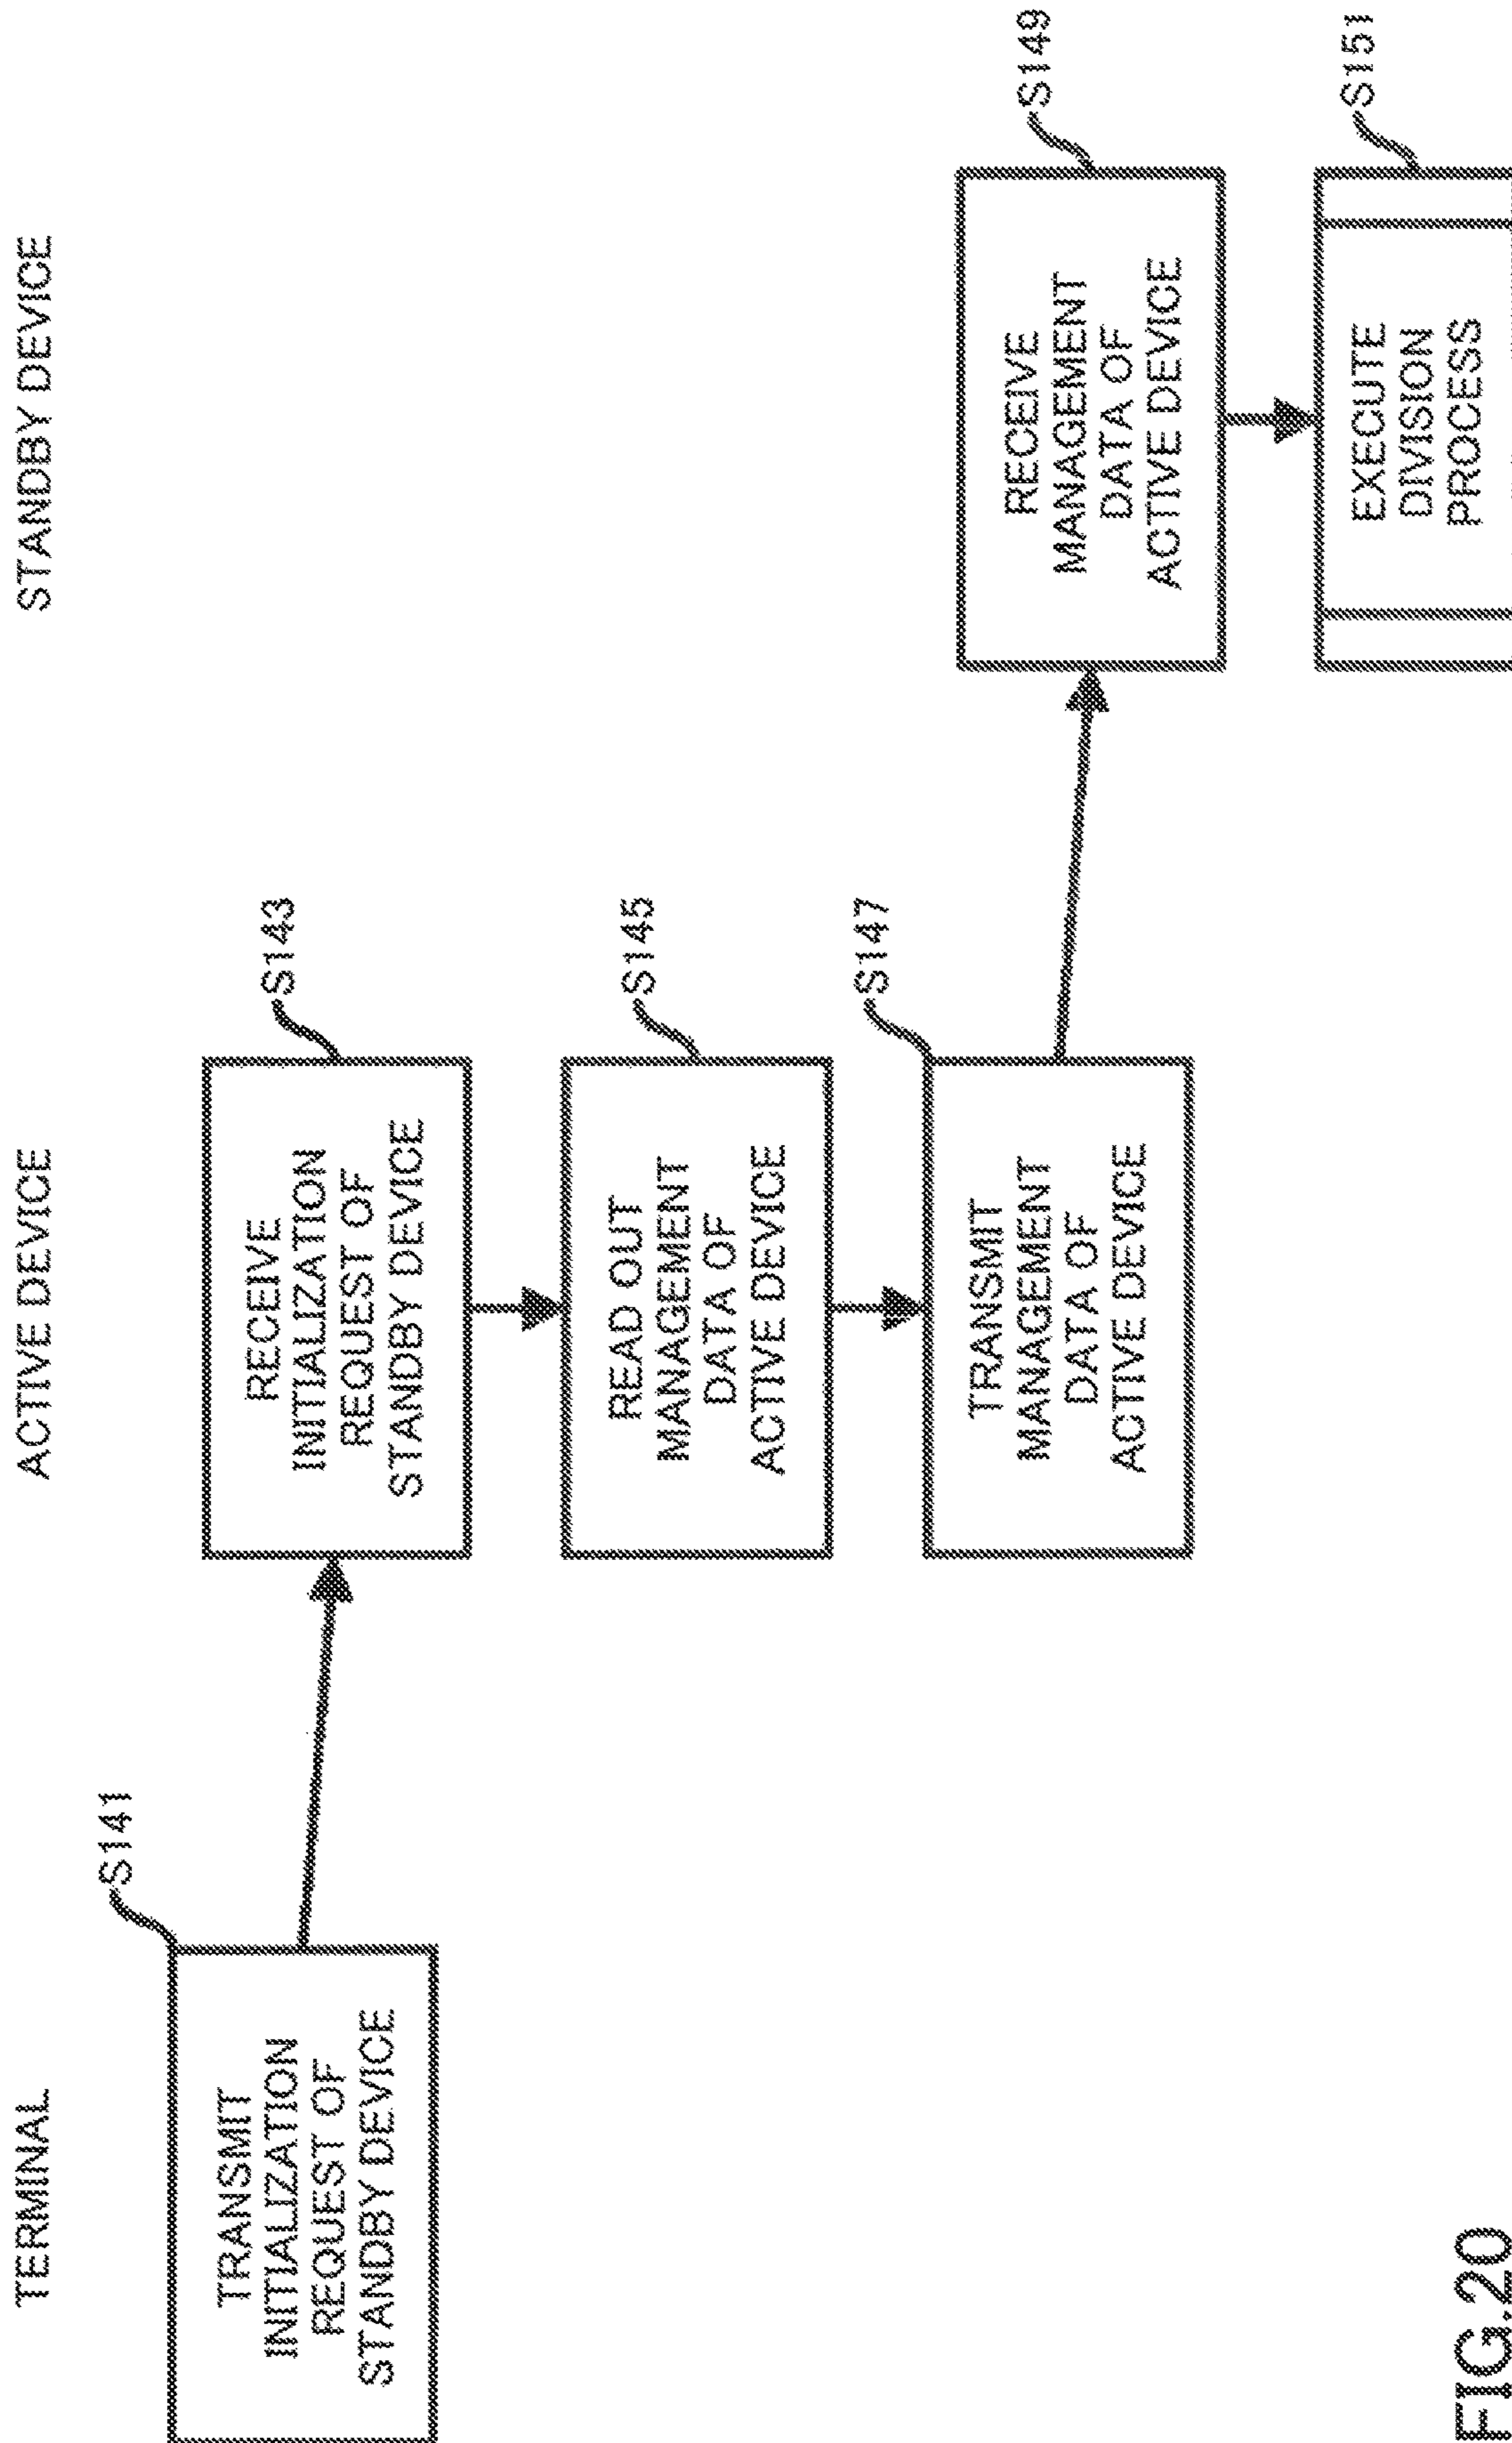 TERMINAL
ACTIVE DEVICE
STANDBY DEVICE
S141
TRANSMIT
INITIALIZATION
REQUEST OF
STANDBY DEVICE
S143
RECEIVE
INITIALIZATION
REQUEST OF
STANDBY DEVICE
S145
READ OUT
MANAGEMENT
DATA OF
ACTIVE DEVICE
S147
TRANSMIT
MANAGEMENT
DATA OF
ACTIVE DEVICE
S149
RECEIVE
MANAGEMENT
DATA OF
ACTIVE DEVICE
S151
EXECUTE
DIVISION
PROCESS
FIG.20